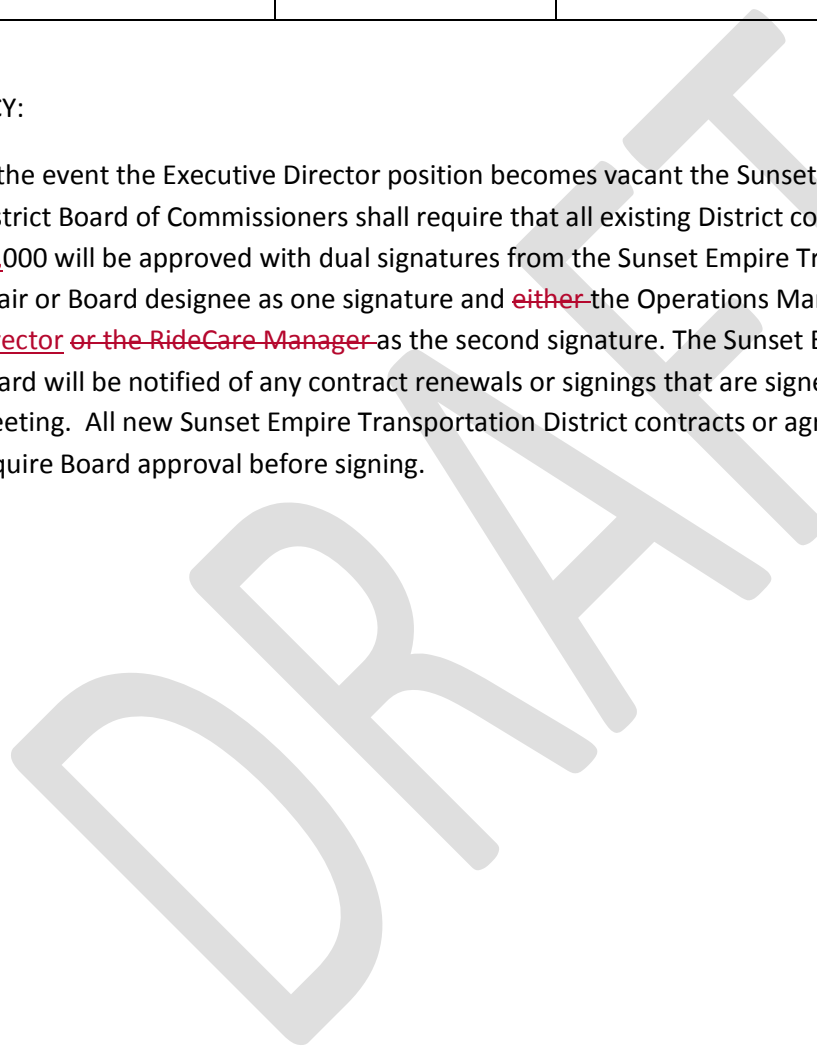 CY:
the event the Executive Director position becomes vacant the Sunset
strict Board of Commissioners shall require that all existing District co
,000 will be approved with dual signatures from the Sunset Empire Tr
air or Board designee as one signature and either the Operations Ma
rector or the RideCare Manager as the second signature. The Sunset E
ard will be notified of any contract renewals or signings that are signe
eeting.  All new Sunset Empire Transportation District contracts or agr
quire Board approval before signing.
DRAFT